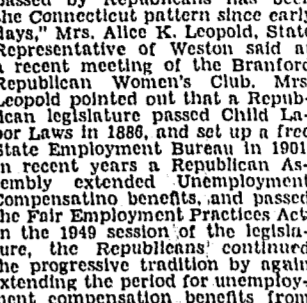 passed by Republicans has been
the Connecticut pattern since early
days," Mrs. Alice K. Leopold, State
Representative of Weston said at
a recent meeting of the Branford
Republican Women's Club. Mrs.
Leopold pointed out that a Repub-
lican legislature passed Child La-
bor Laws in 1886, and set up a free
State Employment Bureau in 1901.
In recent years a Republican As-
sembly extended Unemployment
Compensatino benefits, and passed
the Fair Employment Practices Act.
In the 1949 session of the legisla-
ture, the Republicans continued
the progressive tradition by again
extending the period for unemploy-
ment compensation benefits from